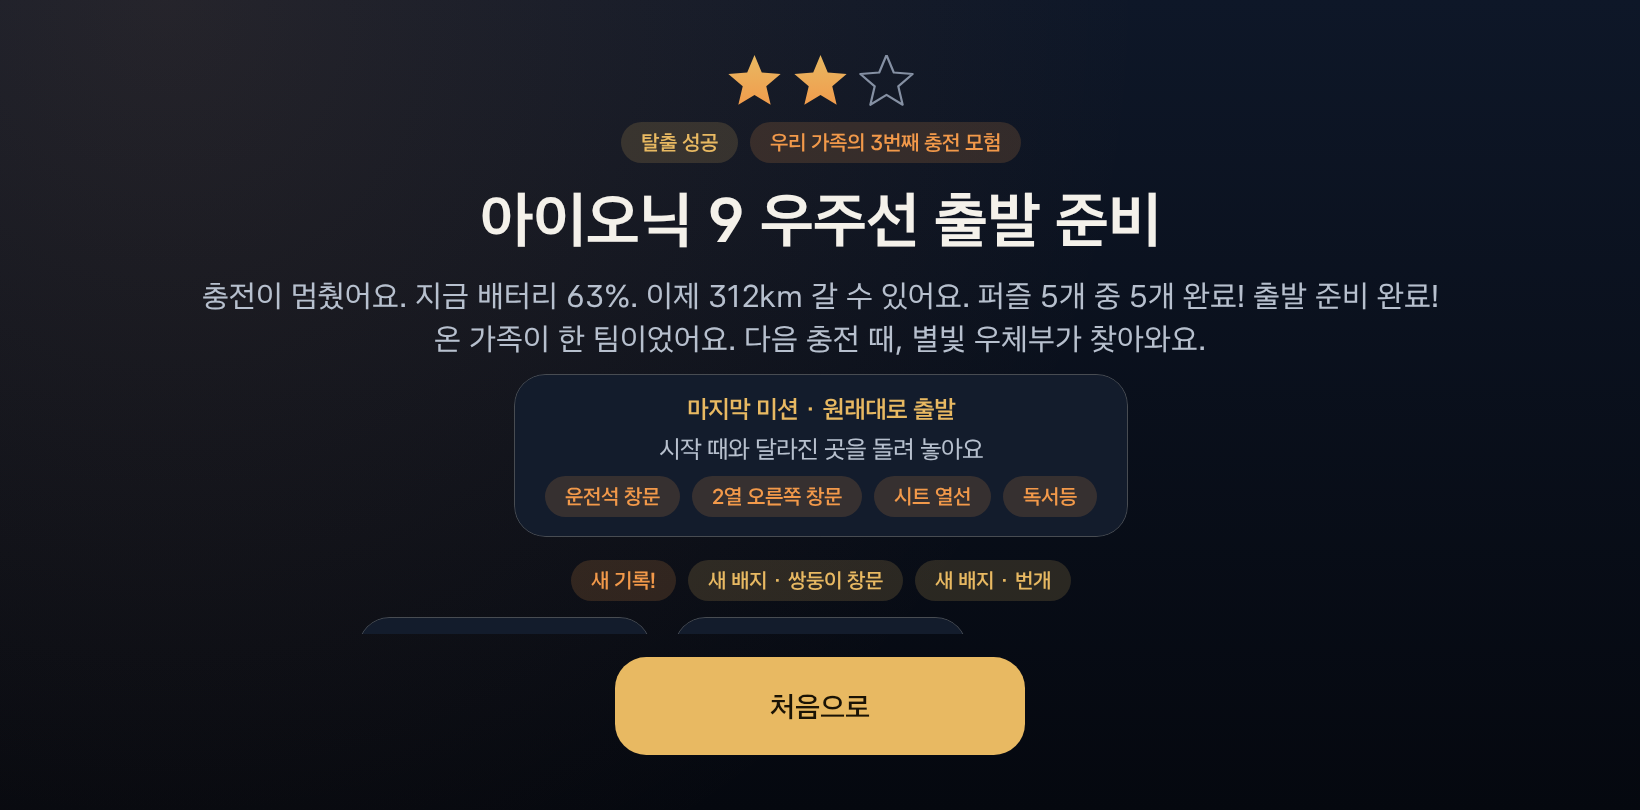 탈출 성공
우리 가족의 3번째 충전 모험
아이오닉 9 우주선 출발 준비
충전이 멈췄어요. 지금 배터리 63%. 이제 312km 갈 수 있어요. 퍼즐 5개 중 5개 완료! 출발 준비 완료!
온 가족이 한 팀이었어요. 다음 충전 때, 별빛 우체부가 찾아와요.
마지막 미션 · 원래대로 출발
시작 때와 달라진 곳을 돌려 놓아요
운전석 창문
2열 오른쪽 창문
시트 열선
독서등
새 기록!
새 배지 · 쌍둥이 창문
새 배지 · 번개
처음으로